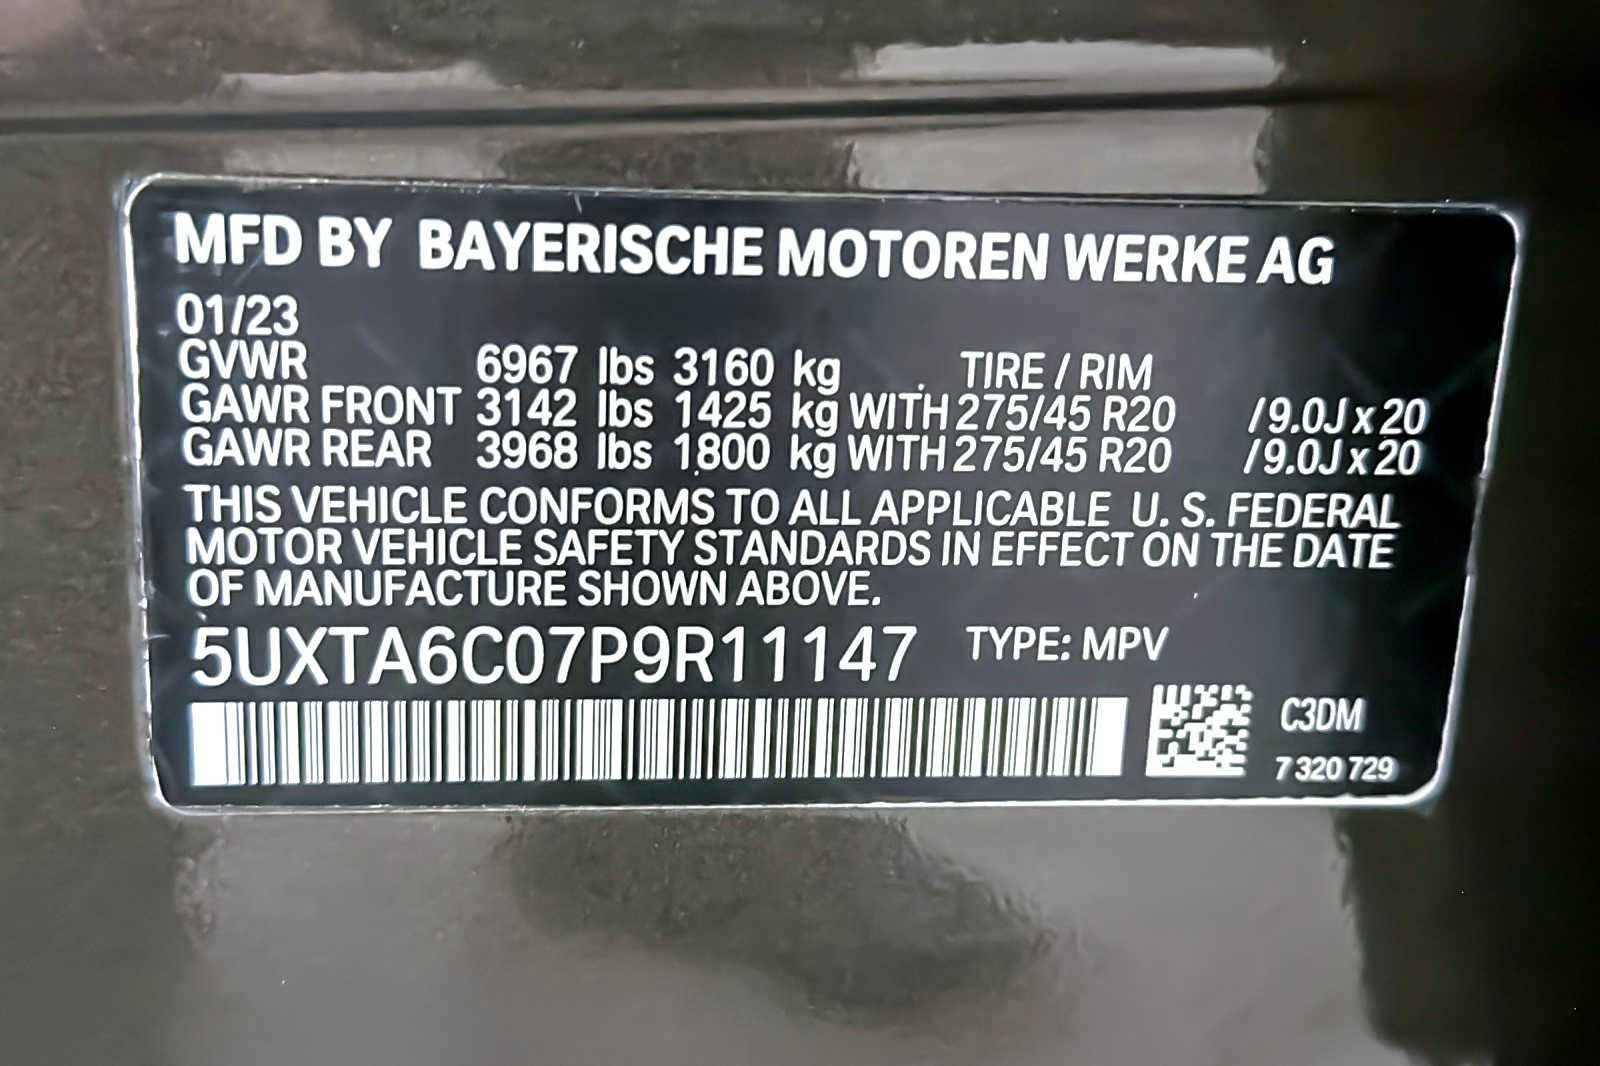 MFD BY BAYERISCHE MOTOREN WERKE AG
01/23
GVWR 6967 lbs 3160 kg TIRE / RIM
GAWR FRONT 3142 lbs 1425 kg WITH 275/45 R20 /9.0J x 20
GAWR REAR 3968 lbs 1800 kg WITH 275/45 R20 /9.0J x 20
THIS VEHICLE CONFORMS TO ALL APPLICABLE U. S. FEDERAL
MOTOR VEHICLE SAFETY STANDARDS IN EFFECT ON THE DATE
OF MANUFACTURE SHOWN ABOVE.
5UXTA6C07P9R11147 TYPE: MPV
C3DM
7 320 729